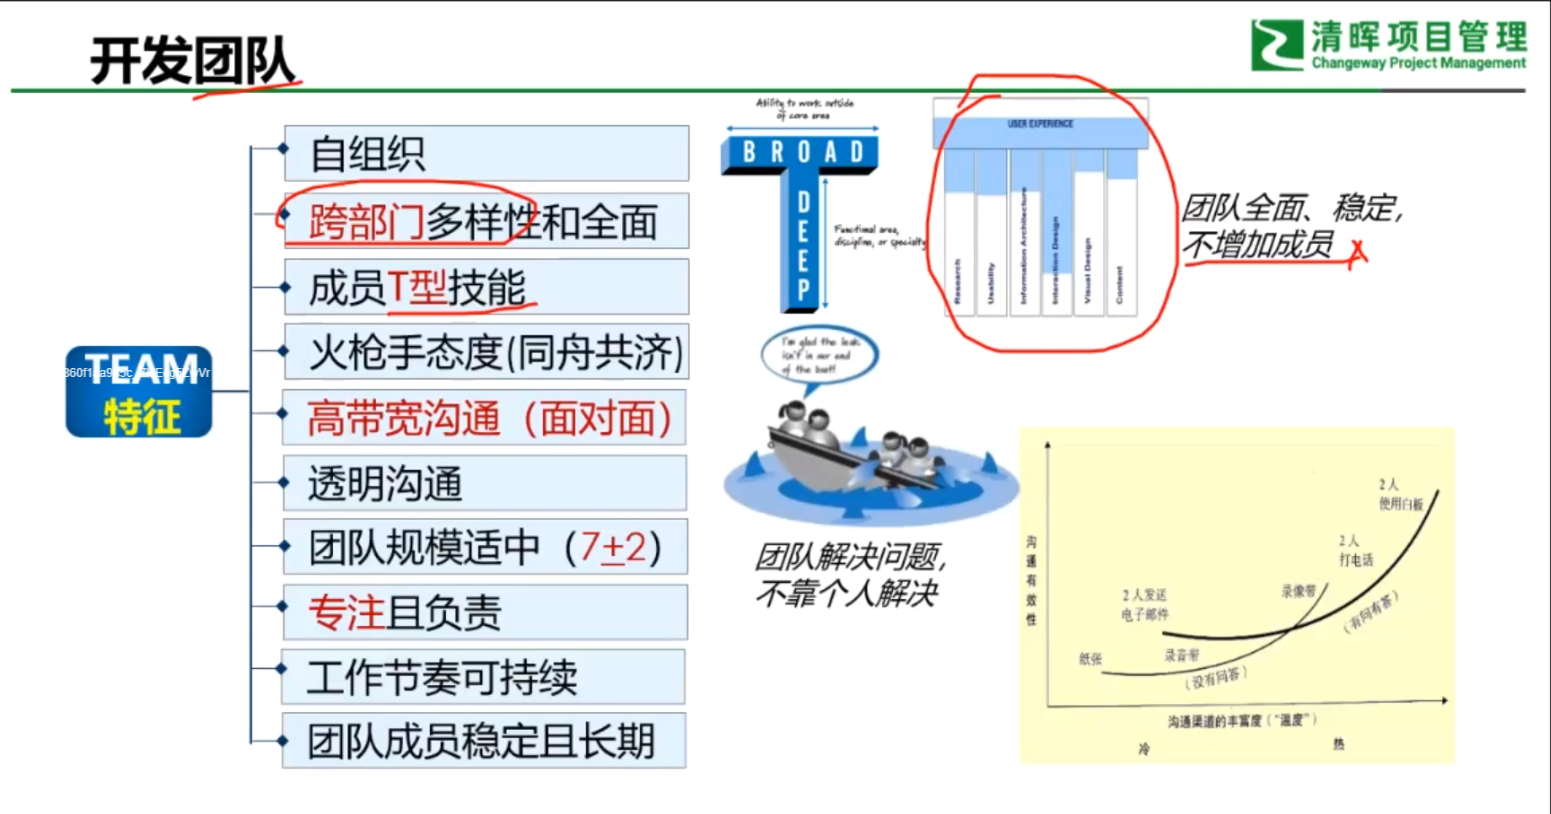 开发团队
清晖项目管理
Changeway Project Management
自组织
跨部门多样性和全面
成员T型技能
火枪手态度(同舟共济)
高带宽沟通（面对面）
透明沟通
团队规模适中（7±2）
专注且负责
工作节奏可持续
团队成员稳定且长期
TEAM
特征
Ability to work outside
of core area
BROAD
DEEP
Functional area,
discipline, or specialty
USER EXPERIENCE
Research
Usability
Information Architecture
Interaction Design
Visual Design
Content
团队全面、稳定，
不增加成员
I'm glad the leak
isn't in our end
of the boat!
团队解决问题，
不靠个人解决
沟通有效性
2人
使用白板
2人
打电话
录像带
2人发送
电子邮件
（有问有答）
纸张
录音带
（没有问答）
沟通渠道的丰富度（“温度”）
冷
热